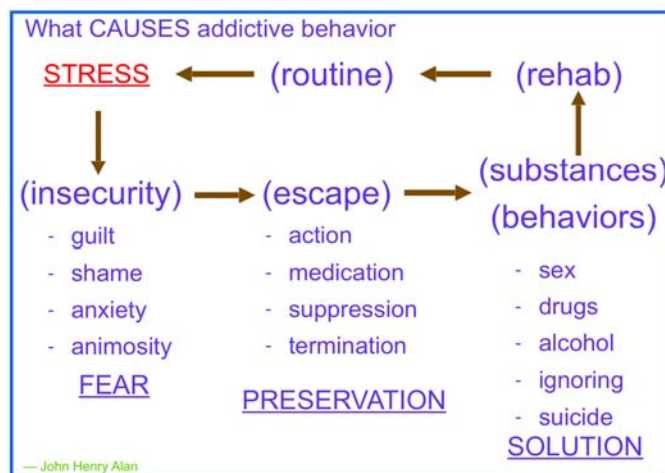 What CAUSES addictive behavior
STRESS (routine) (rehab)
(insecurity) (escape) (substances)
(behaviors)
- guilt
- shame
- anxiety
- animosity
FEAR
- action
- medication
- suppression
- termination
PRESERVATION
- sex
- drugs
- alcohol
- ignoring
- suicide
SOLUTION
— John Henry Alan